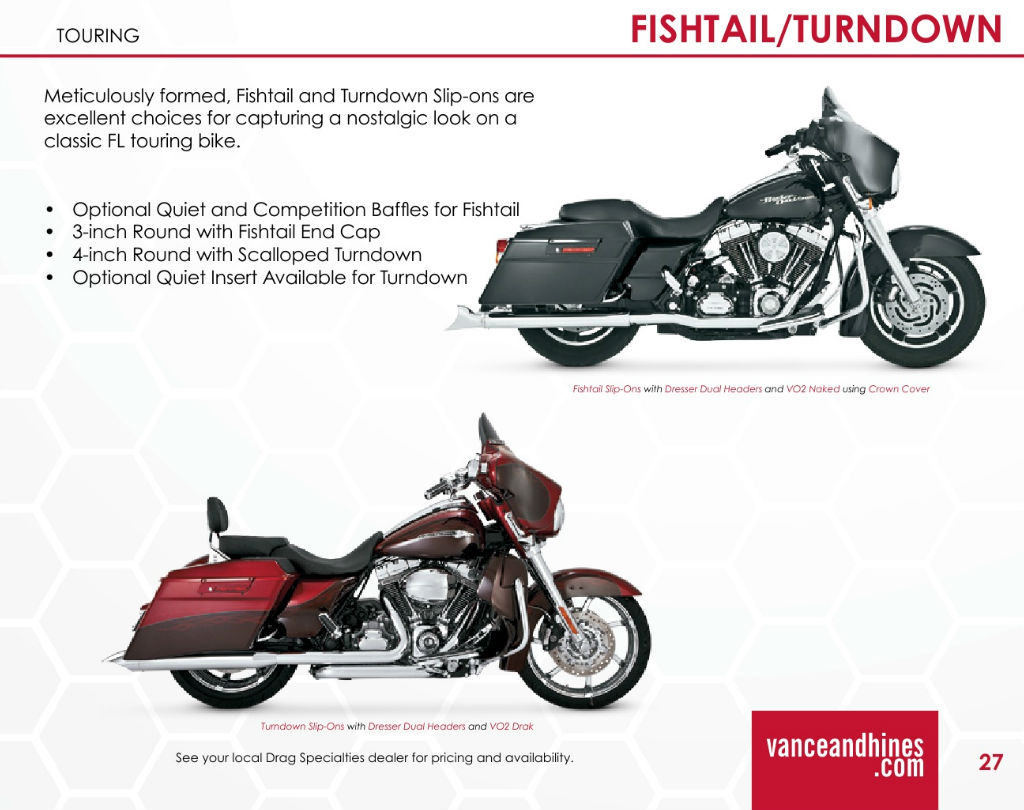 TOURING
FISHTAIL/TURNDOWN
Meticulously formed, Fishtail and Turndown Slip-ons are
excellent choices for capturing a nostalgic look on a
classic FL touring bike.
• Optional Quiet and Competition Baffles for Fishtail
• 3-inch Round with Fishtail End Cap
• 4-inch Round with Scalloped Turndown
• Optional Quiet Insert Available for Turndown
Fishtail Slip-Ons with Dresser Dual Headers and VO2 Naked using Crown Cover
Turndown Slip-Ons with Dresser Dual Headers and VO2 Drak
See your local Drag Specialties dealer for pricing and availability.
vanceandhines
.com
27